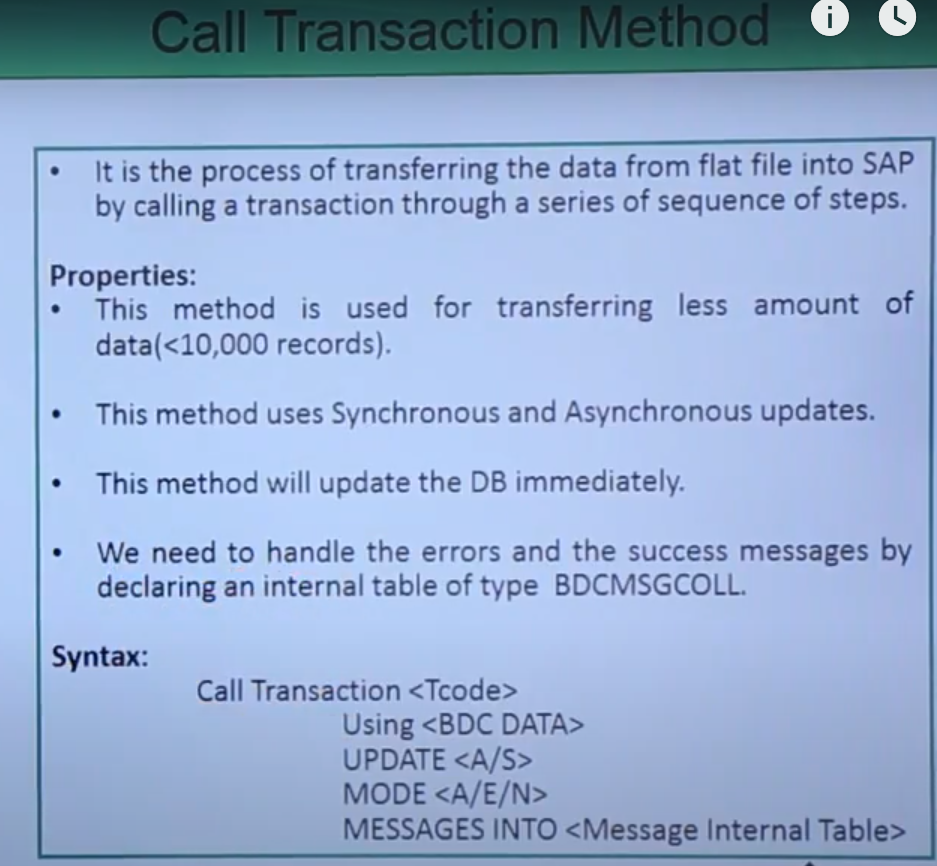 Call Transaction Method
• It is the process of transferring the data from flat file into SAP
by calling a transaction through a series of sequence of steps.
Properties:
• This method is used for transferring less amount of
data(<10,000 records).
• This method uses Synchronous and Asynchronous updates.
• This method will update the DB immediately.
• We need to handle the errors and the success messages by
declaring an internal table of type BDCMSGCOLL.
Syntax:
Call Transaction <Tcode>
Using <BDC DATA>
UPDATE <A/S>
MODE <A/E/N>
MESSAGES INTO <Message Internal Table>